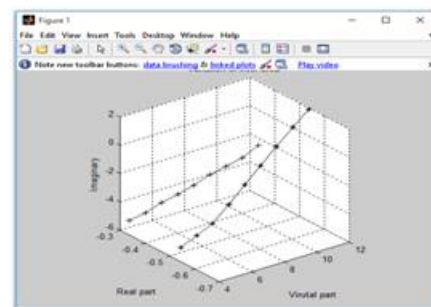 Figure 1
File Edit View Insert Tools Desktop Window Help
Note new toolbar buttons: data brushing & linked plots Play video
2
0
-2
-4
-6
Imaginary
-0.3
-0.4
-0.5
-0.6
-0.7
Real part
4
6
8
10
12
Virutal part